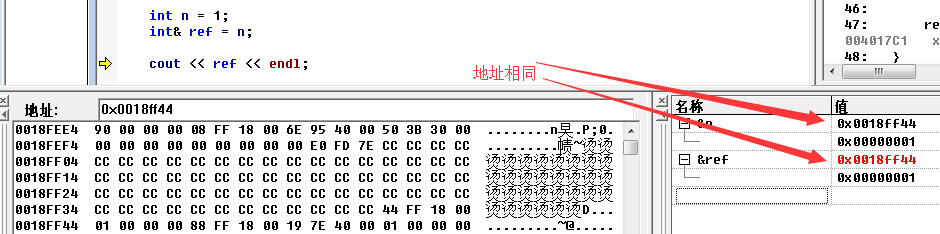 int n = 1;
int& ref = n;
cout << ref << endl;
46:
47: re
004017C1 x
48: }
地址相同
地址: 0x0018ff44
0018FEE4 90 00 00 00 08 FF 18 00 6E 95 40 00 50 3B 30 00 ........n昊.P;0.
0018FEF4 00 00 00 00 00 00 00 00 E0 FD 7E CC CC CC CC
0018FF04 CC CC CC CC CC CC CC CC CC CC CC CC CC CC CC CC 烫烫烫烫烫烫烫烫
0018FF14 CC CC CC CC CC CC CC CC CC CC CC CC CC CC CC CC 烫烫烫烫烫烫烫烫
0018FF24 CC CC CC CC CC CC CC CC CC CC CC CC CC CC CC CC 烫烫烫烫烫烫烫烫
0018FF34 CC CC CC CC CC CC CC CC CC CC CC CC 44 FF 18 00 烫烫烫烫烫烫D...
0018FF44 01 00 00 00 88 FF 18 00 19 7E 40 00 01 00 00 00
名称 值
&n 0x0018ff44
0x00000001
&ref 0x0018ff44
0x00000001